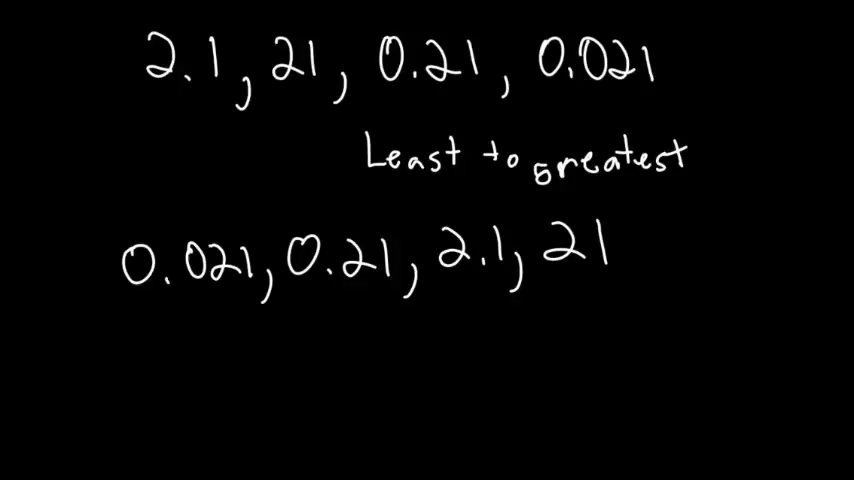 2.1, 21, 0.21, 0.021
Least to greatest
0.021, 0.21, 2.1, 21